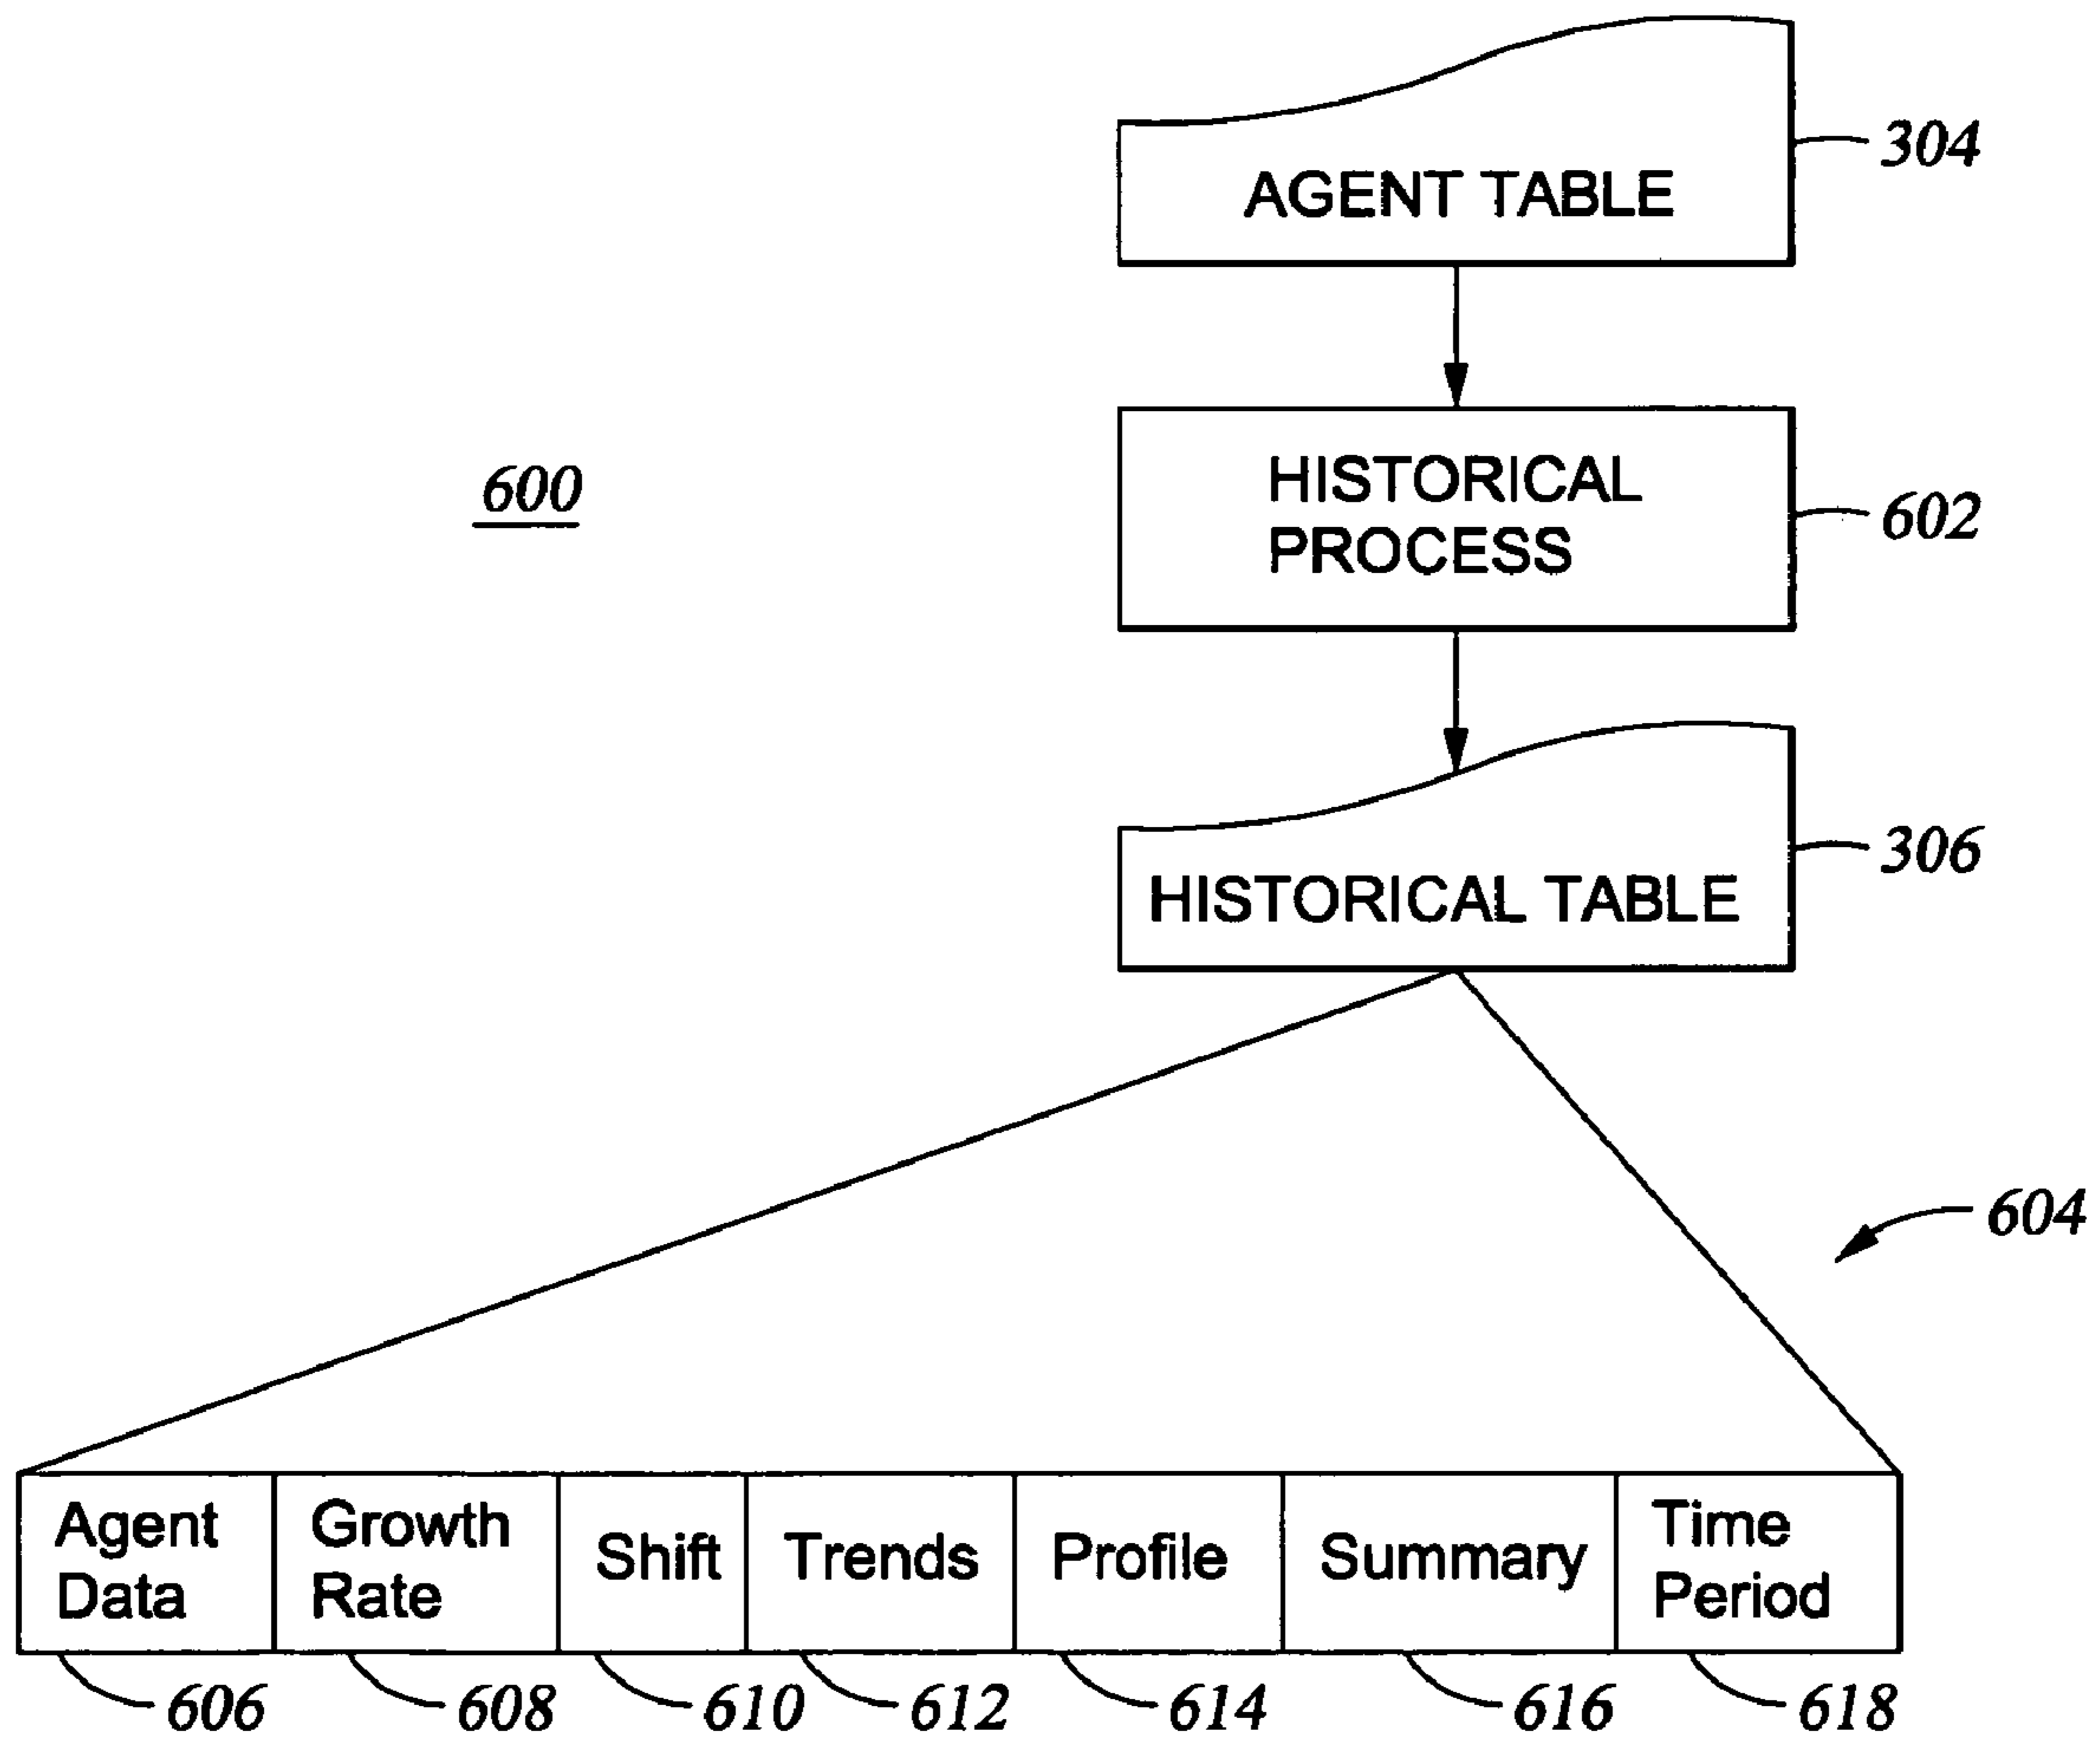 AGENT TABLE
304
HISTORICAL
PROCESS
600
602
HISTORICAL TABLE
306
604
Agent
Data
Growth
Rate
Shift
Trends
Profile
Summary
Time
Period
606
608
610
612
614
616
618